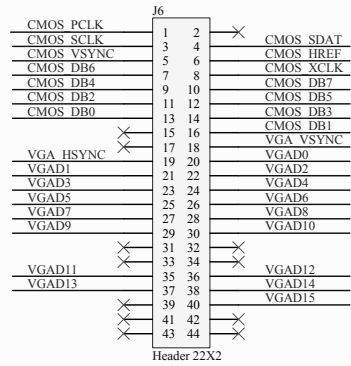 J6
CMOS_PCLK 1 2
CMOS_SCLK 3 4 CMOS_SDAT
CMOS_VSYNC 5 6 CMOS_HREF
CMOS_DB6 7 8 CMOS_XCLK
CMOS_DB4 9 10 CMOS_DB7
CMOS_DB2 11 12 CMOS_DB5
CMOS_DB0 13 14 CMOS_DB3
15 16 CMOS_DB1
17 18 VGA_VSYNC
VGA_HSYNC 19 20 VGAD0
VGAD1 21 22 VGAD2
VGAD3 23 24 VGAD4
VGAD5 25 26 VGAD6
VGAD7 27 28 VGAD8
VGAD9 29 30 VGAD10
31 32
33 34
VGAD11 35 36 VGAD12
VGAD13 37 38 VGAD14
39 40 VGAD15
41 42
43 44
Header 22X2